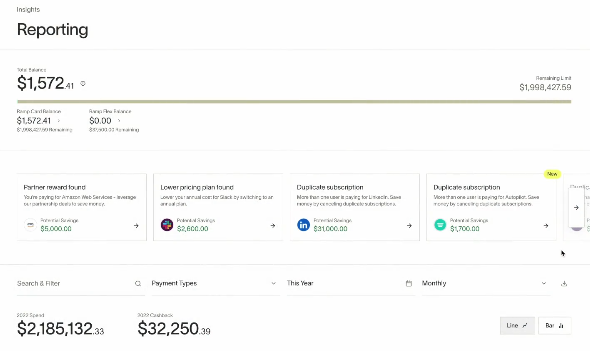 Insights
Reporting
Total Balance
$1,572.41
Remaining Limit
$1,998,427.59
Ramp Card Balance
Ramp Flex Balance
$1,572.41
$0.00
$1,998,427.59 Remaining
$37,500.00 Remaining
New
Partner reward found
You're paying for Amazon Web Services – leverage
our partnership deals to save money.
Potential Savings
$5,000.00
Lower pricing plan found
Lower your annual cost for Slack by switching to an
annual plan.
Potential Savings
$2,600.00
Duplicate subscription
More than one user is paying for LinkedIn. Save
money by canceling duplicate subscriptions.
Potential Savings
$31,000.00
Duplicate subscription
More than one user is paying for Autopilot. Save
money by canceling duplicate subscriptions.
Potential Savings
$1,700.00
Search & Filter
Payment Types
This Year
Monthly
2022 Spend
2022 Cashback
$2,185,132.33
$32,250.39
Line
Bar